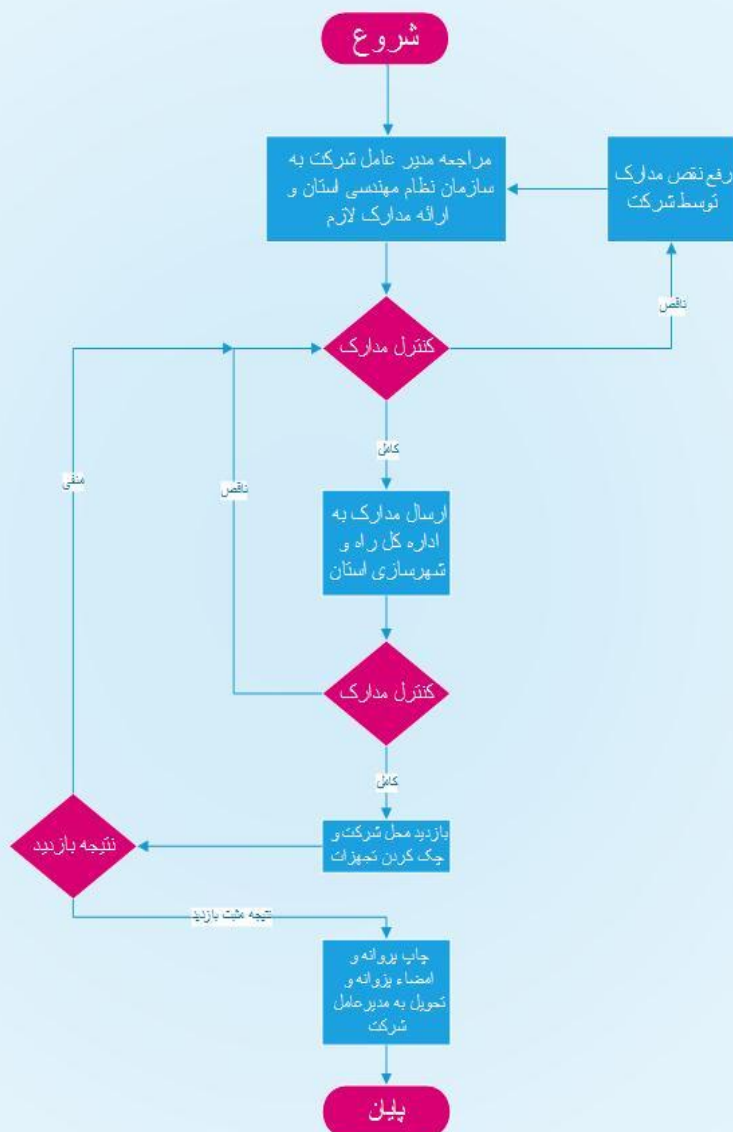 شروع
مراجعه مدیر عامل شرکت به
سازمان نظام مهندسی استان و
ارائه مدارک لازم
رفع نقص مدارک
توسط شرکت
ناقص
کنترل مدارک
کامل
منفی
ناقص
ارسال مدارک به
اداره کل راه و
شهرسازی استان
کنترل مدارک
کامل
بازدید محل شرکت و
چک کردن تجهزات
نتیجه بازدید
نتیجه مثبت بازدید
چاپ پروانه و
امضاء پزوانه و
تحویل به مدیرعامل
شرکت
پایان